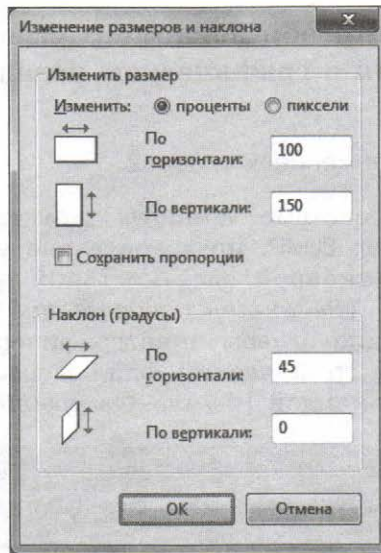 Изменение размеров и наклона
Изменить размер
Изменить: проценты пиксели
По
горизонтали: 100
По вертикали: 150
Сохранить пропорции
Наклон (градусы)
По
горизонтали: 45
По вертикали: 0
ОК Отмена